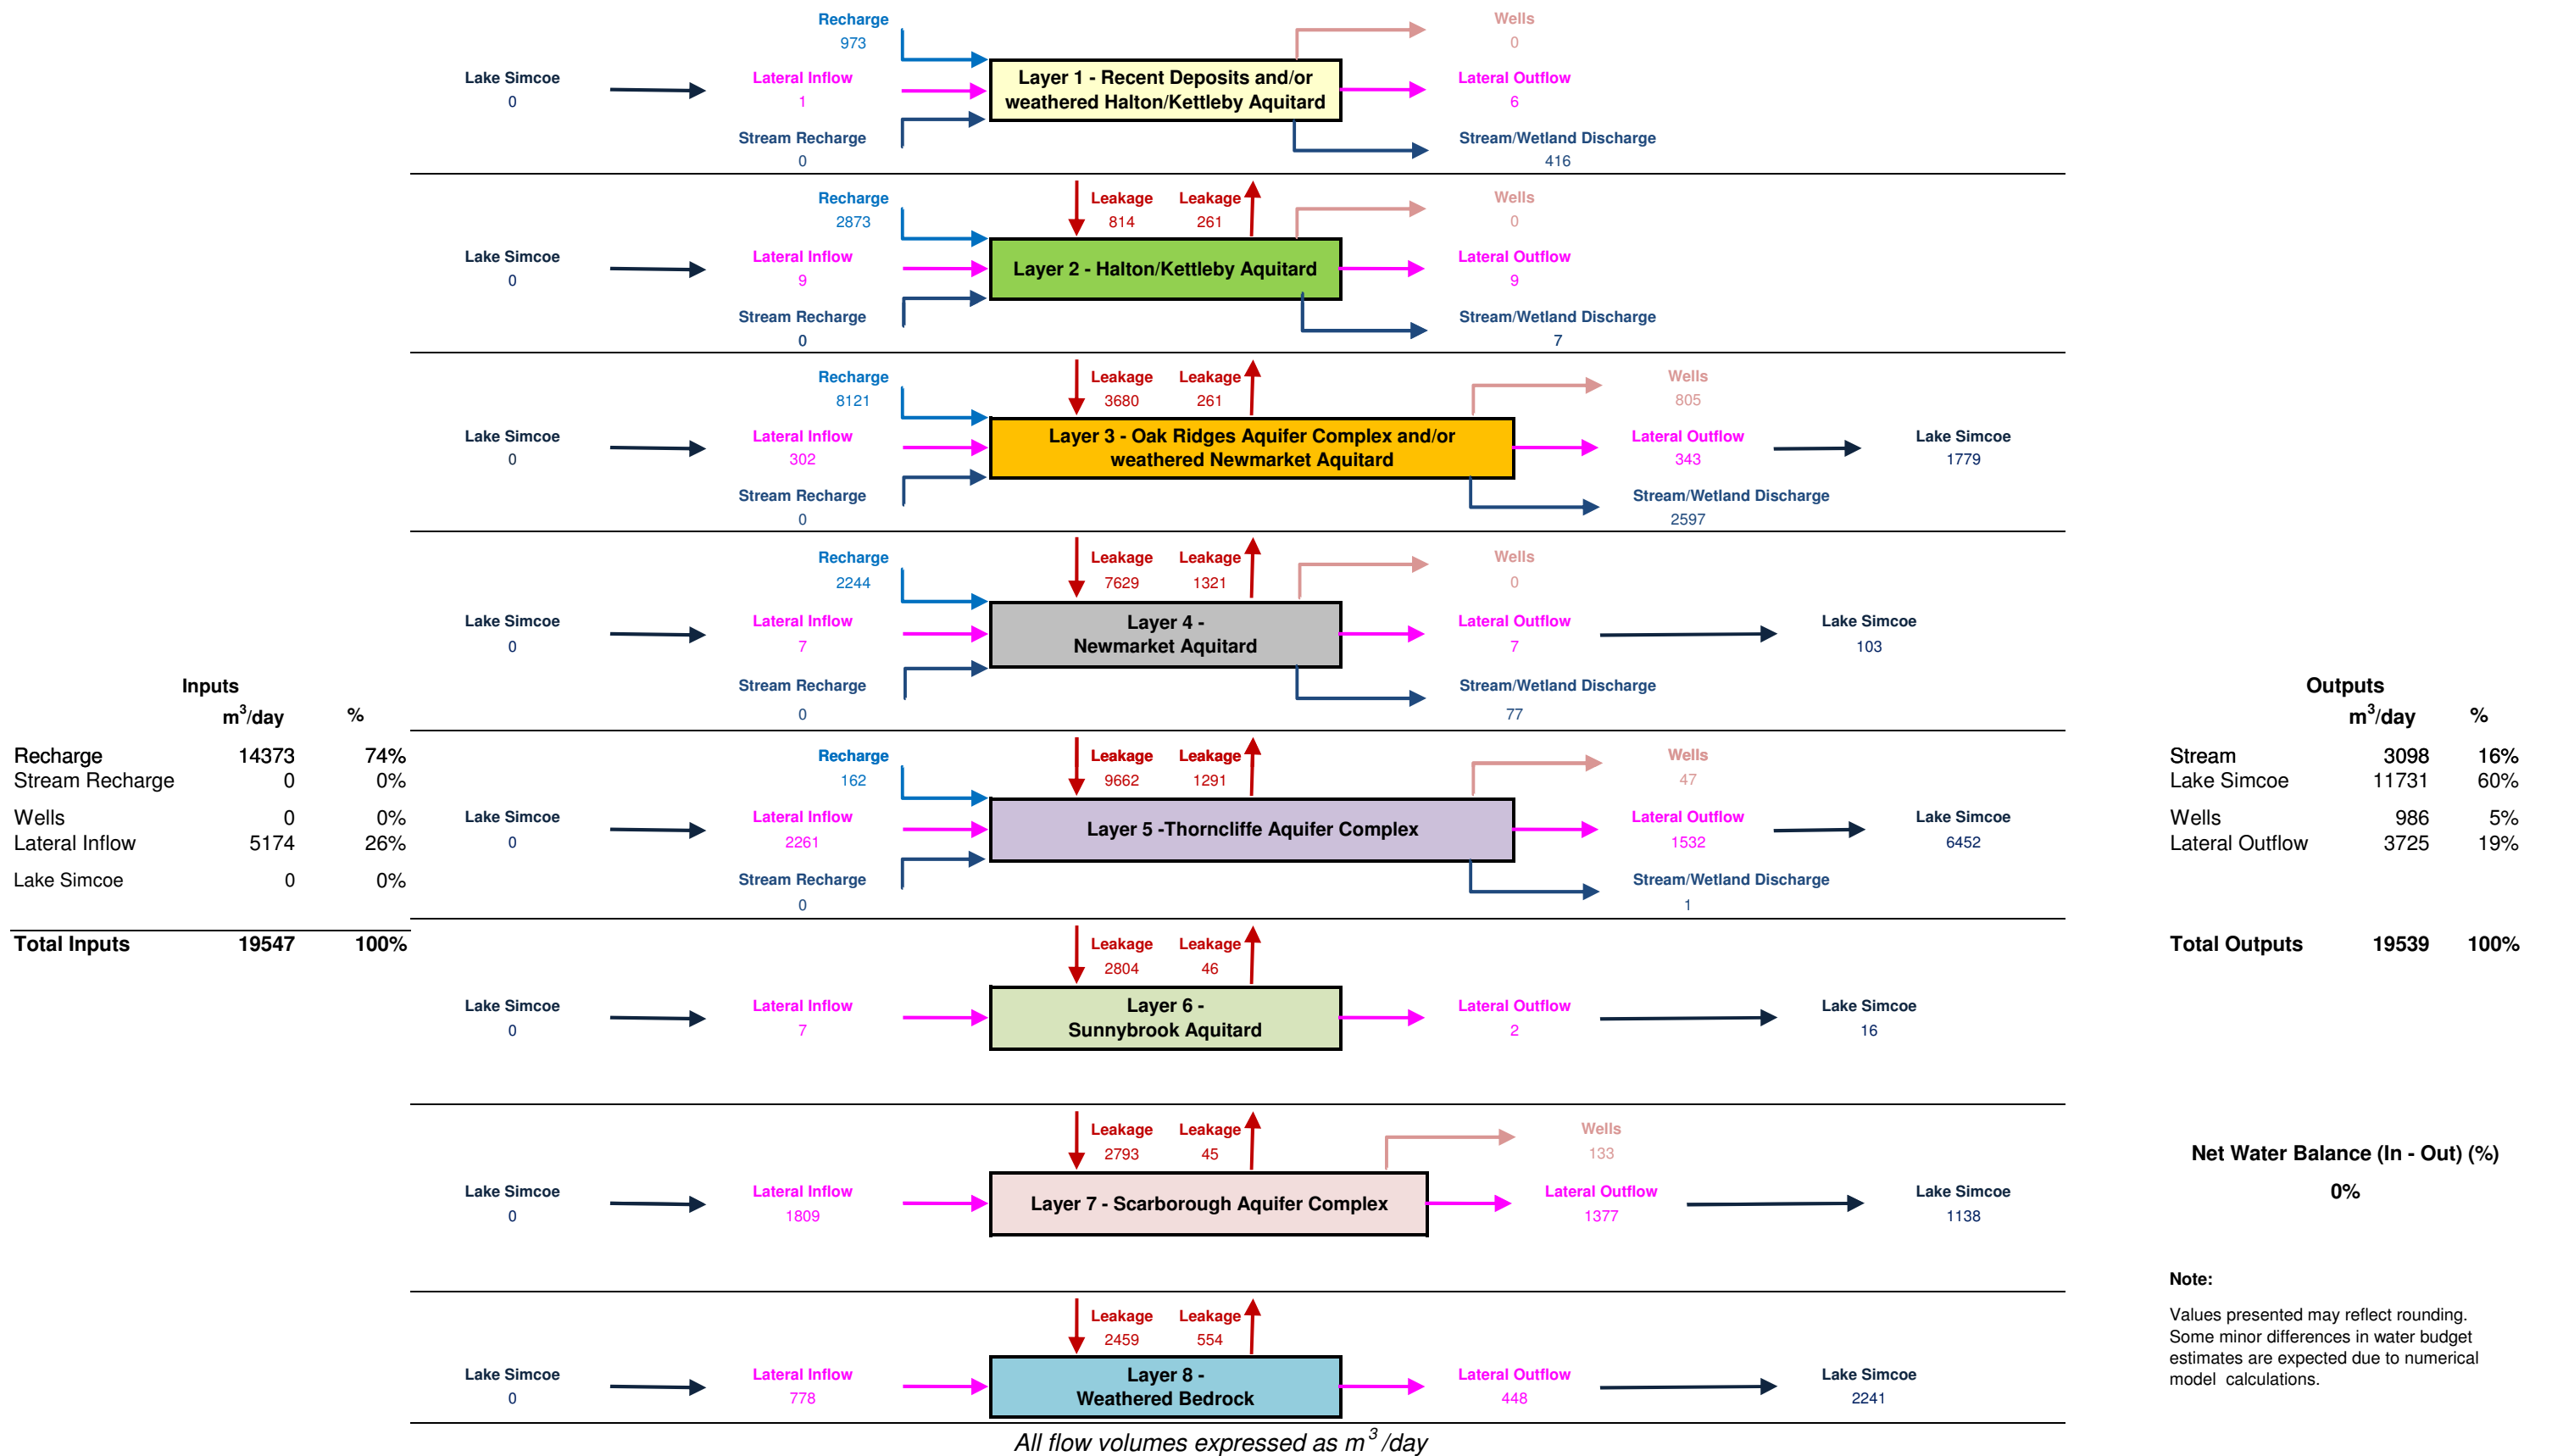 Recharge
973
Wells
0
Lake Simcoe
0
Lateral Inflow
1
Layer 1 - Recent Deposits and/or
weathered Halton/Kettleby Aquitard
Lateral Outflow
6
Stream Recharge
0
Stream/Wetland Discharge
416
Recharge
2873
Leakage
814
Leakage
261
Wells
0
Lake Simcoe
0
Lateral Inflow
9
Layer 2 - Halton/Kettleby Aquitard
Lateral Outflow
9
Stream Recharge
0
Stream/Wetland Discharge
7
Recharge
8121
Leakage
3680
Leakage
261
Wells
805
Lake Simcoe
0
Lateral Inflow
302
Layer 3 - Oak Ridges Aquifer Complex and/or
weathered Newmarket Aquitard
Lateral Outflow
343
Lake Simcoe
1779
Stream Recharge
0
Stream/Wetland Discharge
2597
Recharge
2244
Leakage
7629
Leakage
1321
Wells
0
Lake Simcoe
0
Lateral Inflow
7
Layer 4 -
Newmarket Aquitard
Lateral Outflow
7
Lake Simcoe
103
Stream Recharge
0
Stream/Wetland Discharge
77
Recharge
162
Leakage
9662
Leakage
1291
Wells
47
Lake Simcoe
0
Lateral Inflow
2261
Layer 5 -Thorncliffe Aquifer Complex
Lateral Outflow
1532
Lake Simcoe
6452
Stream Recharge
0
Stream/Wetland Discharge
1
Leakage
2804
Leakage
46
Lake Simcoe
0
Lateral Inflow
7
Layer 6 -
Sunnybrook Aquitard
Lateral Outflow
2
Lake Simcoe
16
Leakage
2793
Leakage
45
Wells
133
Lake Simcoe
0
Lateral Inflow
1809
Layer 7 - Scarborough Aquifer Complex
Lateral Outflow
1377
Lake Simcoe
1138
Leakage
2459
Leakage
554
Lake Simcoe
0
Lateral Inflow
778
Layer 8 -
Weathered Bedrock
Lateral Outflow
448
Lake Simcoe
2241
All flow volumes expressed as m³/day
Inputs
m³/day %
Recharge 14373 74%
Stream Recharge 0 0%
Wells 0 0%
Lateral Inflow 5174 26%
Lake Simcoe 0 0%
Total Inputs 19547 100%
Outputs
m³/day %
Stream 3098 16%
Lake Simcoe 11731 60%
Wells 986 5%
Lateral Outflow 3725 19%
Total Outputs 19539 100%
Net Water Balance (In - Out) (%)
0%
Note:
Values presented may reflect rounding.
Some minor differences in water budget
estimates are expected due to numerical
model calculations.